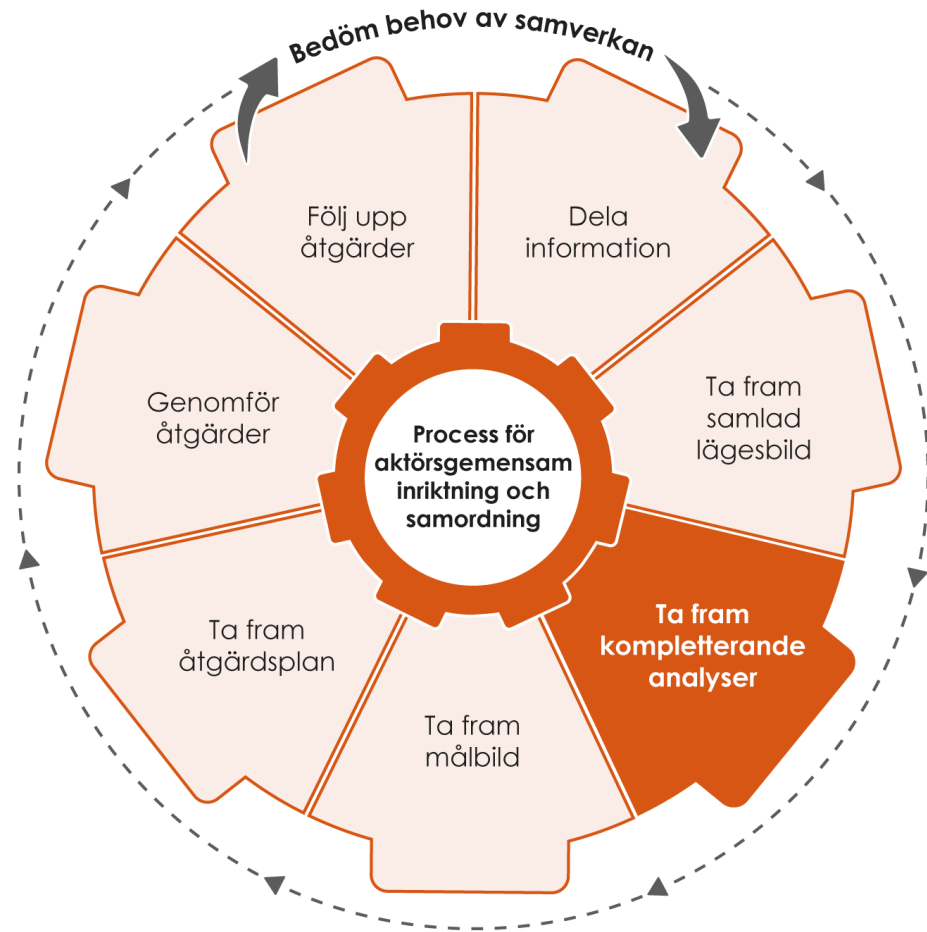 Bedöm behov av samverkan
Dela
information
Ta fram
samlad
lägesbild
Ta fram
kompletterande
analyser
Ta fram
målbild
Ta fram
åtgärdsplan
Genomför
åtgärder
Följ upp
åtgärder
Process för
aktörsgemensam
inriktning och
samordning